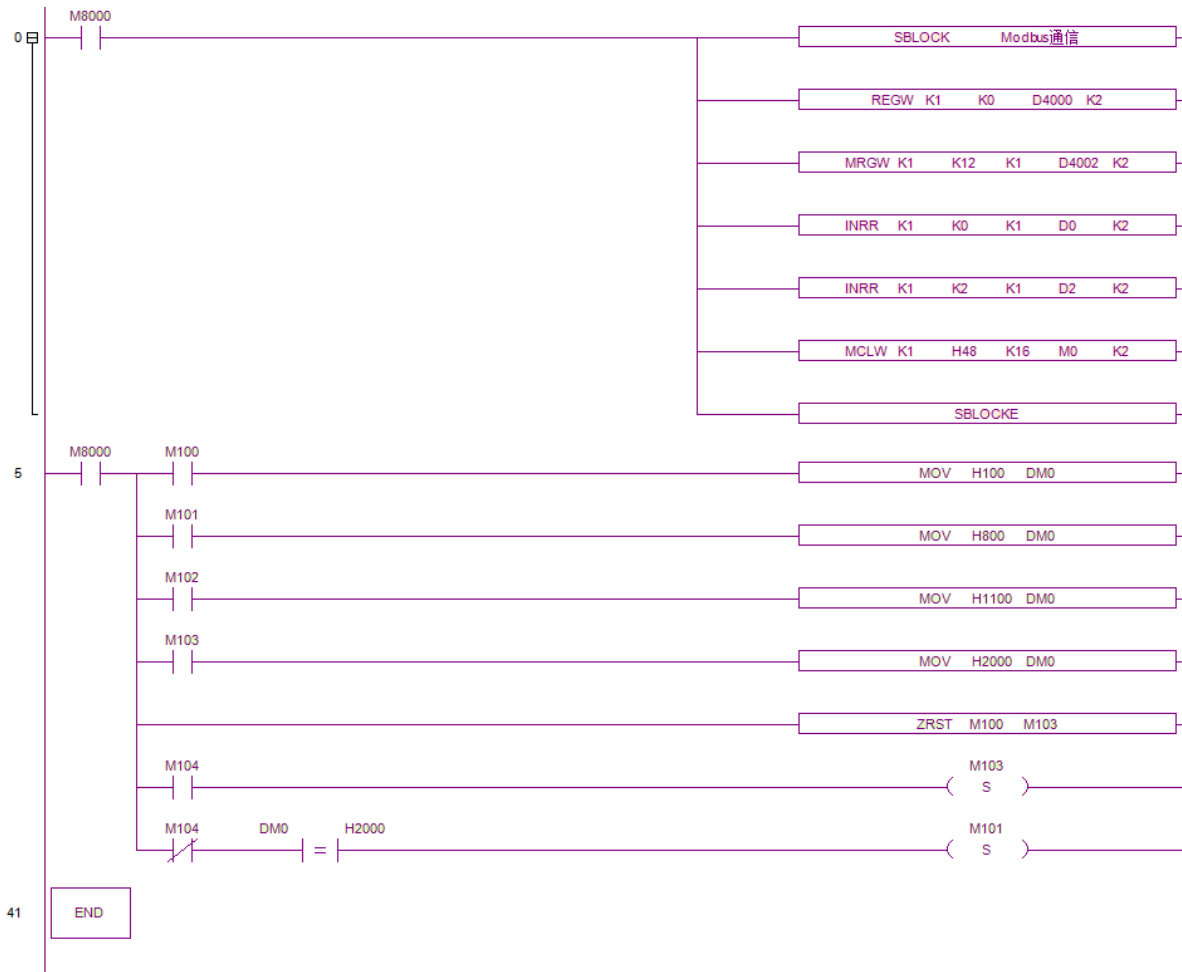 M8000
0 SBLOCK Modbus通信
REGW K1 K0 D4000 K2
MRGW K1 K12 K1 D4002 K2
INRR K1 K0 K1 D0 K2
INRR K1 K2 K1 D2 K2
MCLW K1 H48 K16 M0 K2
SBLOCKE
M8000 M100
5 MOV H100 DM0
M101
MOV H800 DM0
M102
MOV H1100 DM0
M103
MOV H2000 DM0
ZRST M100 M103
M104 M103
S
M104 DM0 H2000 M101
= S
41 END